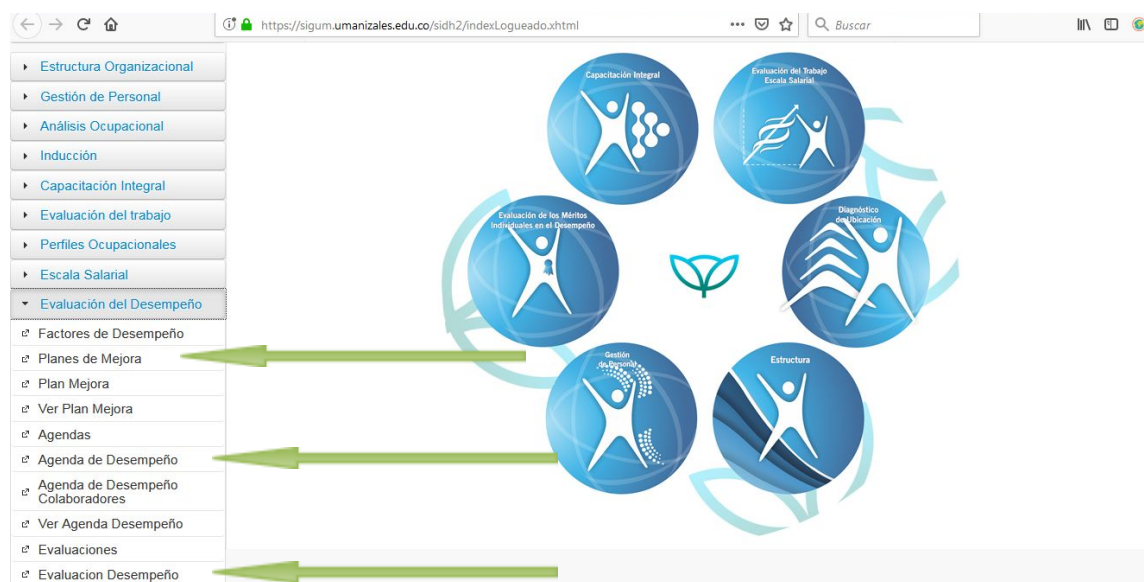 https://sigum.umanizales.edu.co/sidh2/indexLogueado.xhtml
Buscar
Estructura Organizacional
Gestión de Personal
Análisis Ocupacional
Inducción
Capacitación Integral
Evaluación del trabajo
Perfiles Ocupacionales
Escala Salarial
Evaluación del Desempeño
Factores de Desempeño
Planes de Mejora
Plan Mejora
Ver Plan Mejora
Agendas
Agenda de Desempeño
Agenda de Desempeño
Colaboradores
Ver Agenda Desempeño
Evaluaciones
Evaluacion Desempeño
Capacitación Integral
Evaluación del Trabajo
Escala Salarial
Evaluación de los Méritos
Individuales en el Desempeño
Diagnóstico
de Ubicación
Gestión
de Personal
Estructura